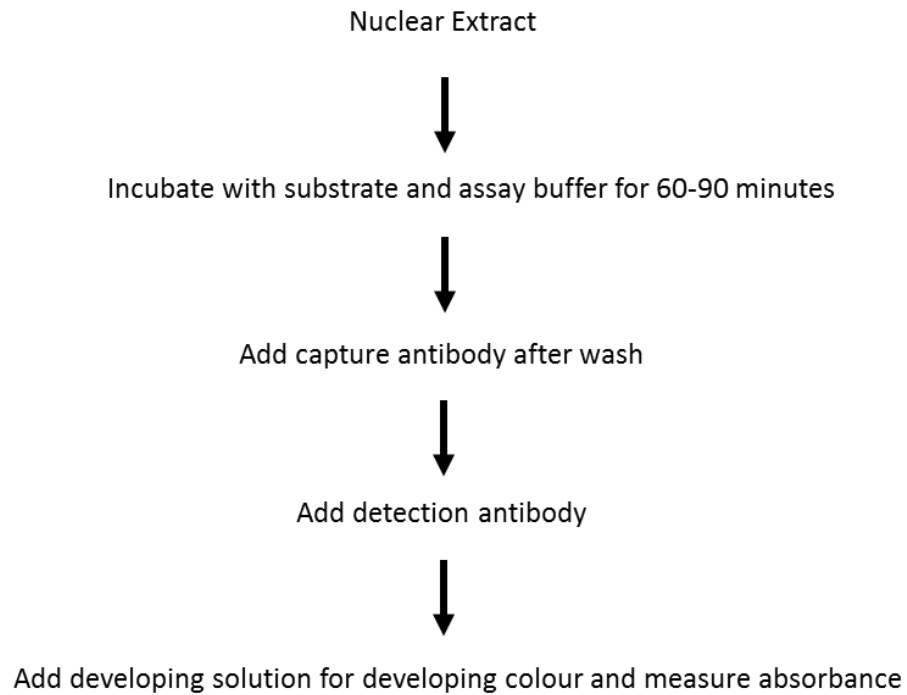 Nuclear Extract
Incubate with substrate and assay buffer for 60-90 minutes
Add capture antibody after wash
Add detection antibody
Add developing solution for developing colour and measure absorbance